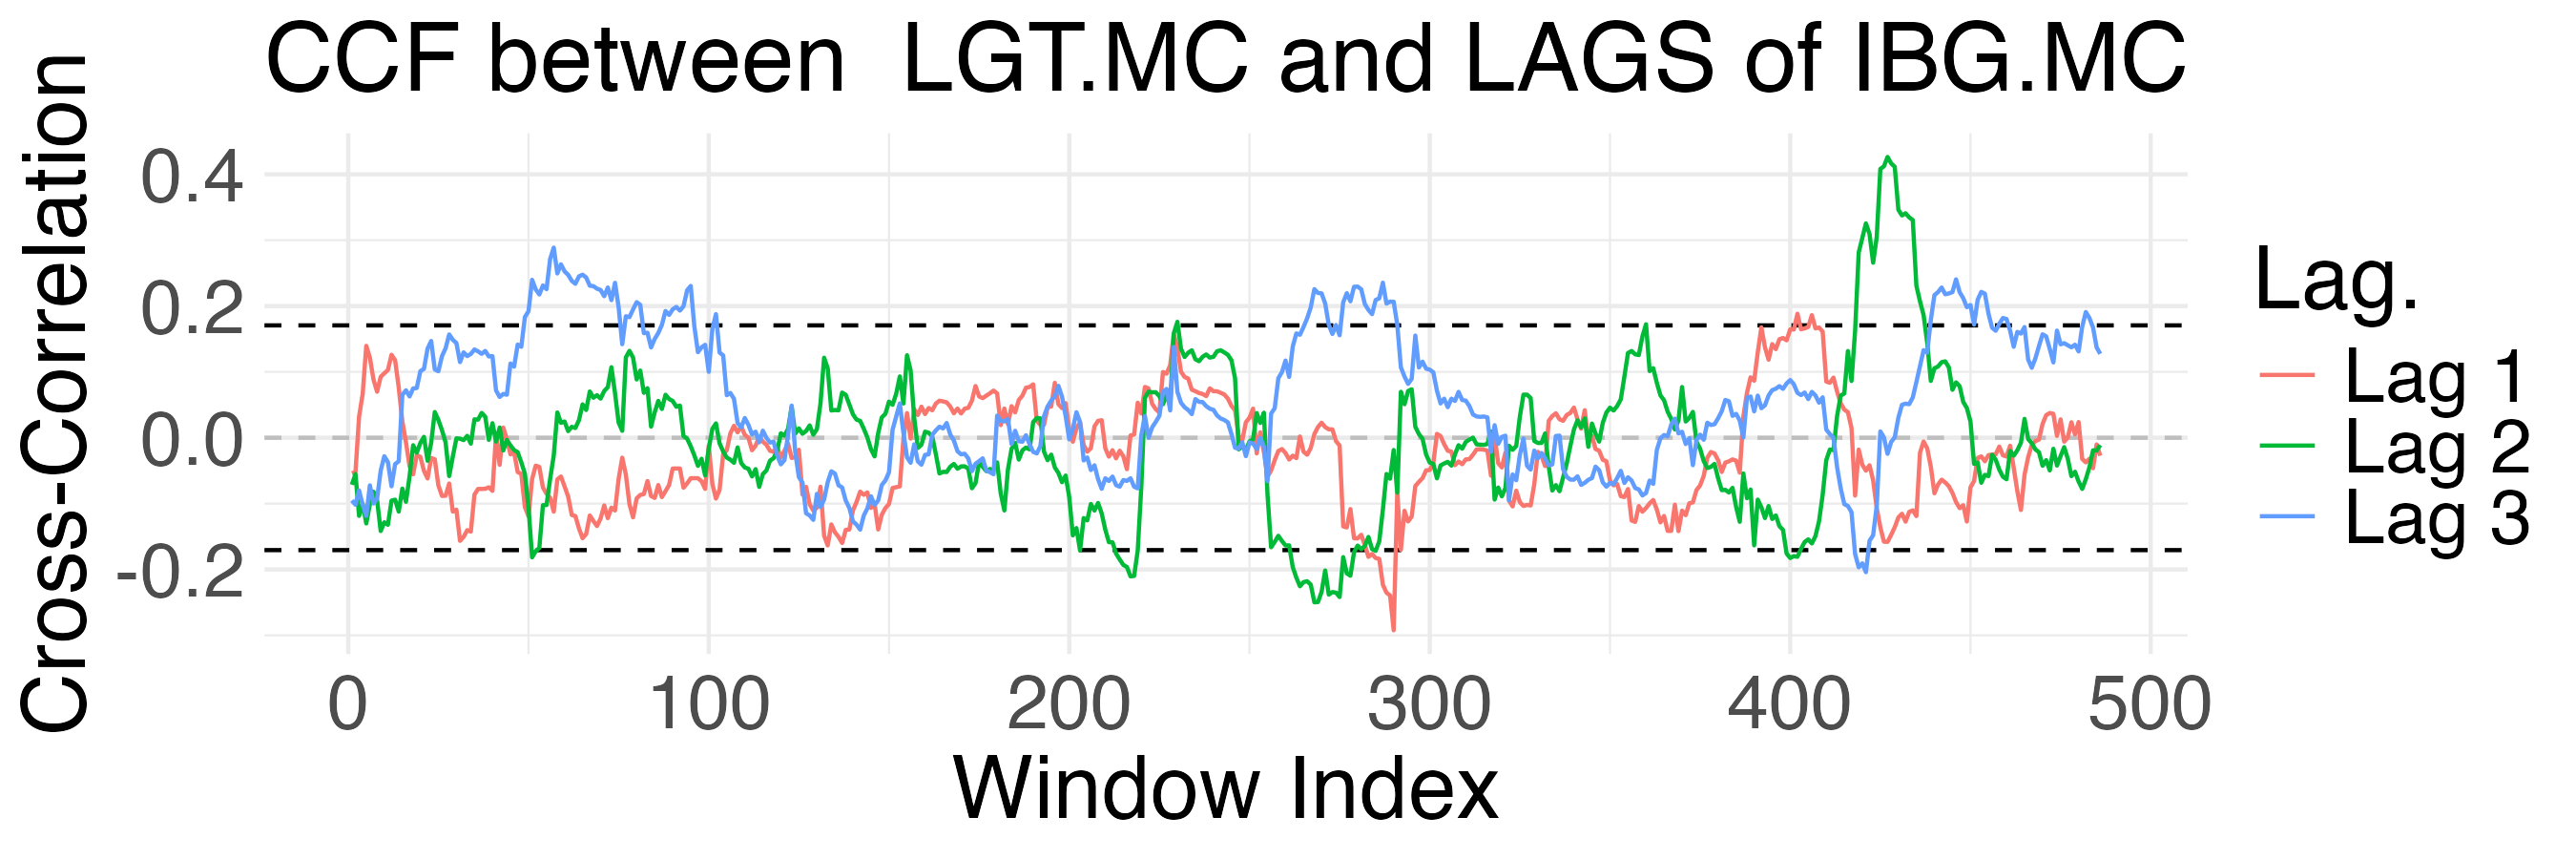 CCF between  LGT.MC and LAGS of IBG.MC
Cross-Correlation
0.4
0.2
0.0
-0.2
0 100 200 300 400 500
Window Index
Lag.
Lag 1
Lag 2
Lag 3